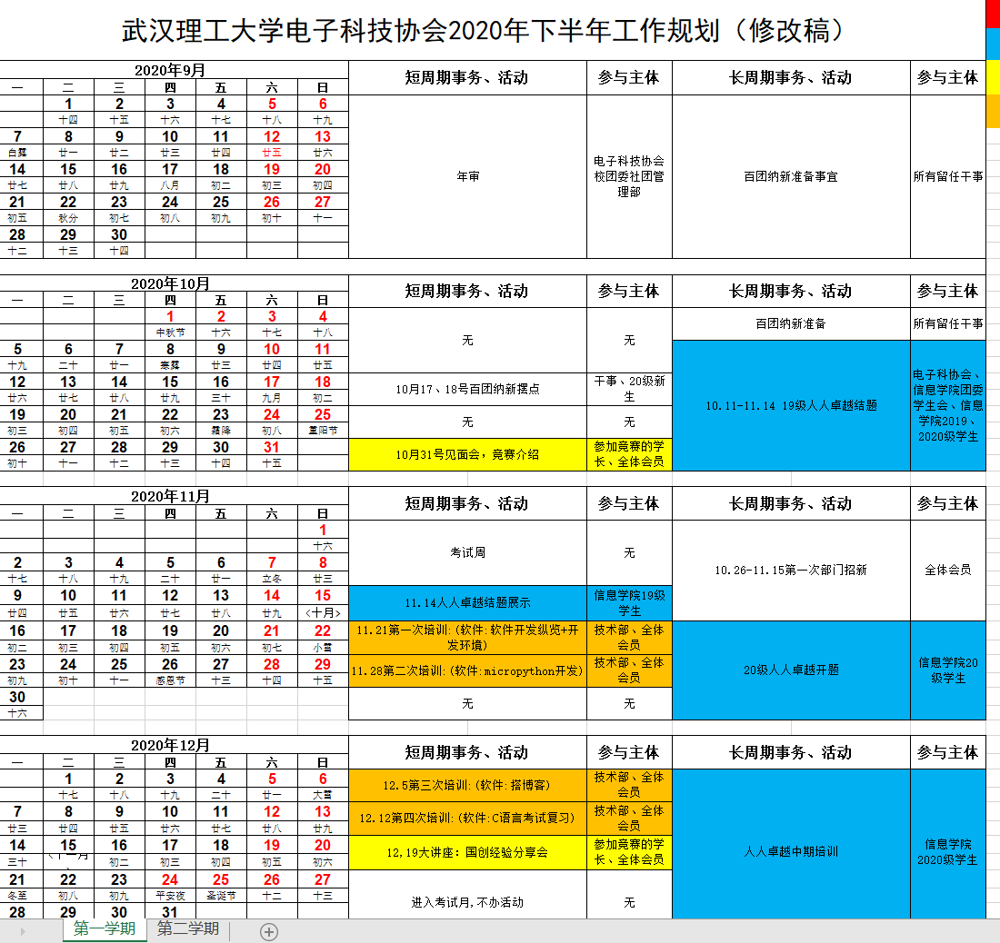 武汉理工大学电子科技协会2020年下半年工作规划（修改稿）
2020年9月 短周期事务、活动 参与主体 长周期事务、活动 参与主体
一 二 三 四 五 六 日
1 2 3 4 5 6
十四 十五 十六 十七 十八 十九
7 8 9 10 11 12 13
白露 廿一 廿二 廿三 廿四 廿五 廿六
14 15 16 17 18 19 20
廿七 廿八 廿九 八月 初二 初三 初四
21 22 23 24 25 26 27
初五 秋分 初七 初八 初九 初十 十一
28 29 30
十二 十三 十四
年审
电子科技协会
校团委社团管
理部
百团纳新准备事宜
所有留任干事
2020年10月 短周期事务、活动 参与主体 长周期事务、活动 参与主体
一 二 三 四 五 六 日
1 2 3 4
中秋节 十六 十七 十八
5 6 7 8 9 10 11
十九 二十 廿一 寒露 廿三 廿四 廿五
12 13 14 15 16 17 18
廿六 廿七 廿八 廿九 三十 九月 初二
19 20 21 22 23 24 25
初三 初四 初五 初六 霜降 初八 重阳节
26 27 28 29 30 31
初十 十一 十二 十三 十四 十五
无 无
10月17、18号百团纳新摆点
干事、20级新
生
无 无
10月31号见面会，竟赛介绍
参加竟赛的学
长、全体会员
百团纳新准备 所有留任干事
10.11-11.14 19级人人卓越结题
电子科协会、
信息学院团委
学生会、信息
学院2019、
2020级学生
2020年11月 短周期事务、活动 参与主体 长周期事务、活动 参与主体
一 二 三 四 五 六 日
1
十六
2 3 4 5 6 7 8
十七 十八 十九 二十 廿一 立冬 廿三
9 10 11 12 13 14 15
廿四 廿五 廿六 廿七 廿八 廿九 <十月>
16 17 18 19 20 21 22
初二 初三 初四 初五 初六 初七 小雪
23 24 25 26 27 28 29
初九 初十 十一 感恩节 十三 十四 十五
30
十六
考试周 无
11.14人人卓越结题展示
信息学院19级
学生
11.21第一次培训:(软件:软件开发纵览+开
发环境)
技术部、全体
会员
11.28第二次培训:(软件:micropython开发)
技术部、全体
会员
无 无
10.26-11.15第一次部门招新 全体会员
20级人人卓越开题
信息学院20
级学生
2020年12月 短周期事务、活动 参与主体 长周期事务、活动 参与主体
一 二 三 四 五 六 日
1 2 3 4 5 6
十七 十八 十九 二十 廿一 大雪
7 8 9 10 11 12 13
廿三 廿四 廿五 廿六 廿七 廿八 廿九
14 15 16 17 18 19 20
三十 <十一月 初二 初三 初四 初五 初六
21 22 23 24 25 26 27
冬至 初八 初九 平安夜 圣诞节 十二 十三
28 29 30 31
12.5第三次培训:(软件:搭博客)
技术部、全体
会员
12.12第四次培训:(软件:C语言考试复习)
技术部、全体
会员
12,19大讲座：国创经验分享会
参加竟赛的学
长、全体会员
进入考试月,不办活动 无
人人卓越中期培训
信息学院
2020级学生
第一学期 第二学期